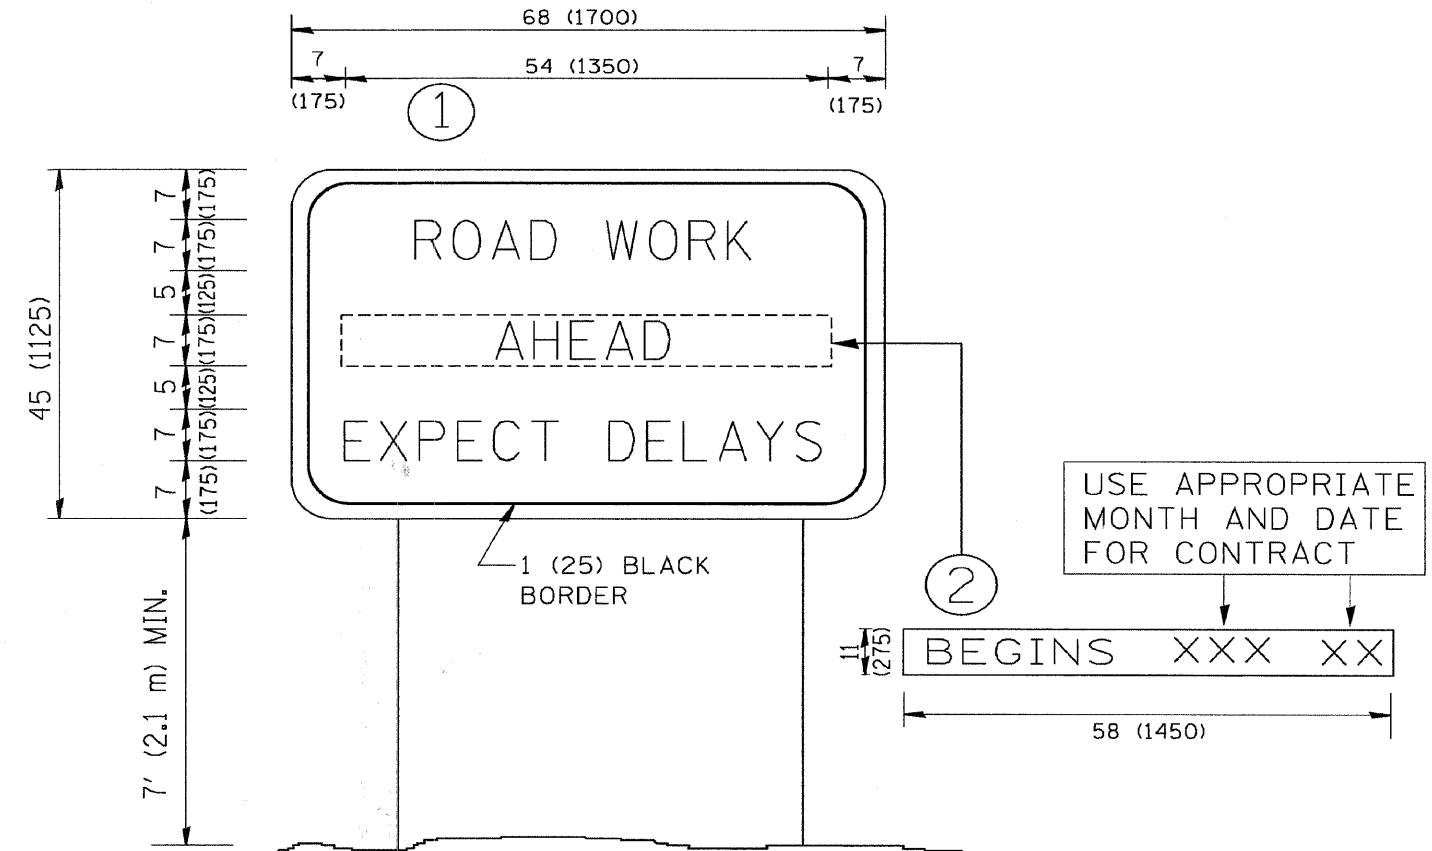 68 (1700)
7
54 (1350)
7
(175)
(175)
1
45 (1125)
7 (175)
7 (175)
5 (125)
7 (175)
5 (125)
7 (175)
7 (175)
ROAD WORK
AHEAD
EXPECT DELAYS
7' (2.1 m) MIN.
1 (25) BLACK
BORDER
2
USE APPROPRIATE
MONTH AND DATE
FOR CONTRACT
11
(275)
BEGINS XXX XX
58 (1450)